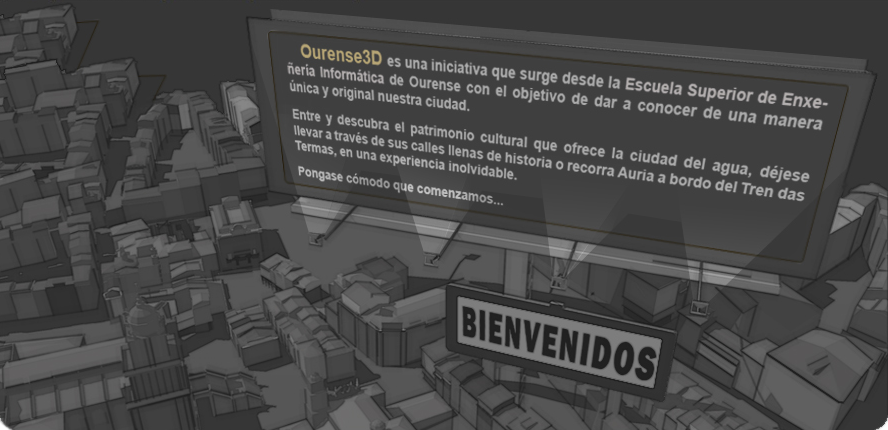 Ourense3D es una iniciativa que surge desde la Escuela Superior de Enxe-
ñería Informática de Ourense con el objetivo de dar a conocer de una manera
única y original nuestra ciudad.
Entre y descubra el patrimonio cultural que ofrece la ciudad del agua, déjese
llevar a través de sus calles llenas de historia o recorra Auria a bordo del Tren das
Termas, en una experiencia inolvidable.
Pongase cómodo que comenzamos...
BIENVENIDOS